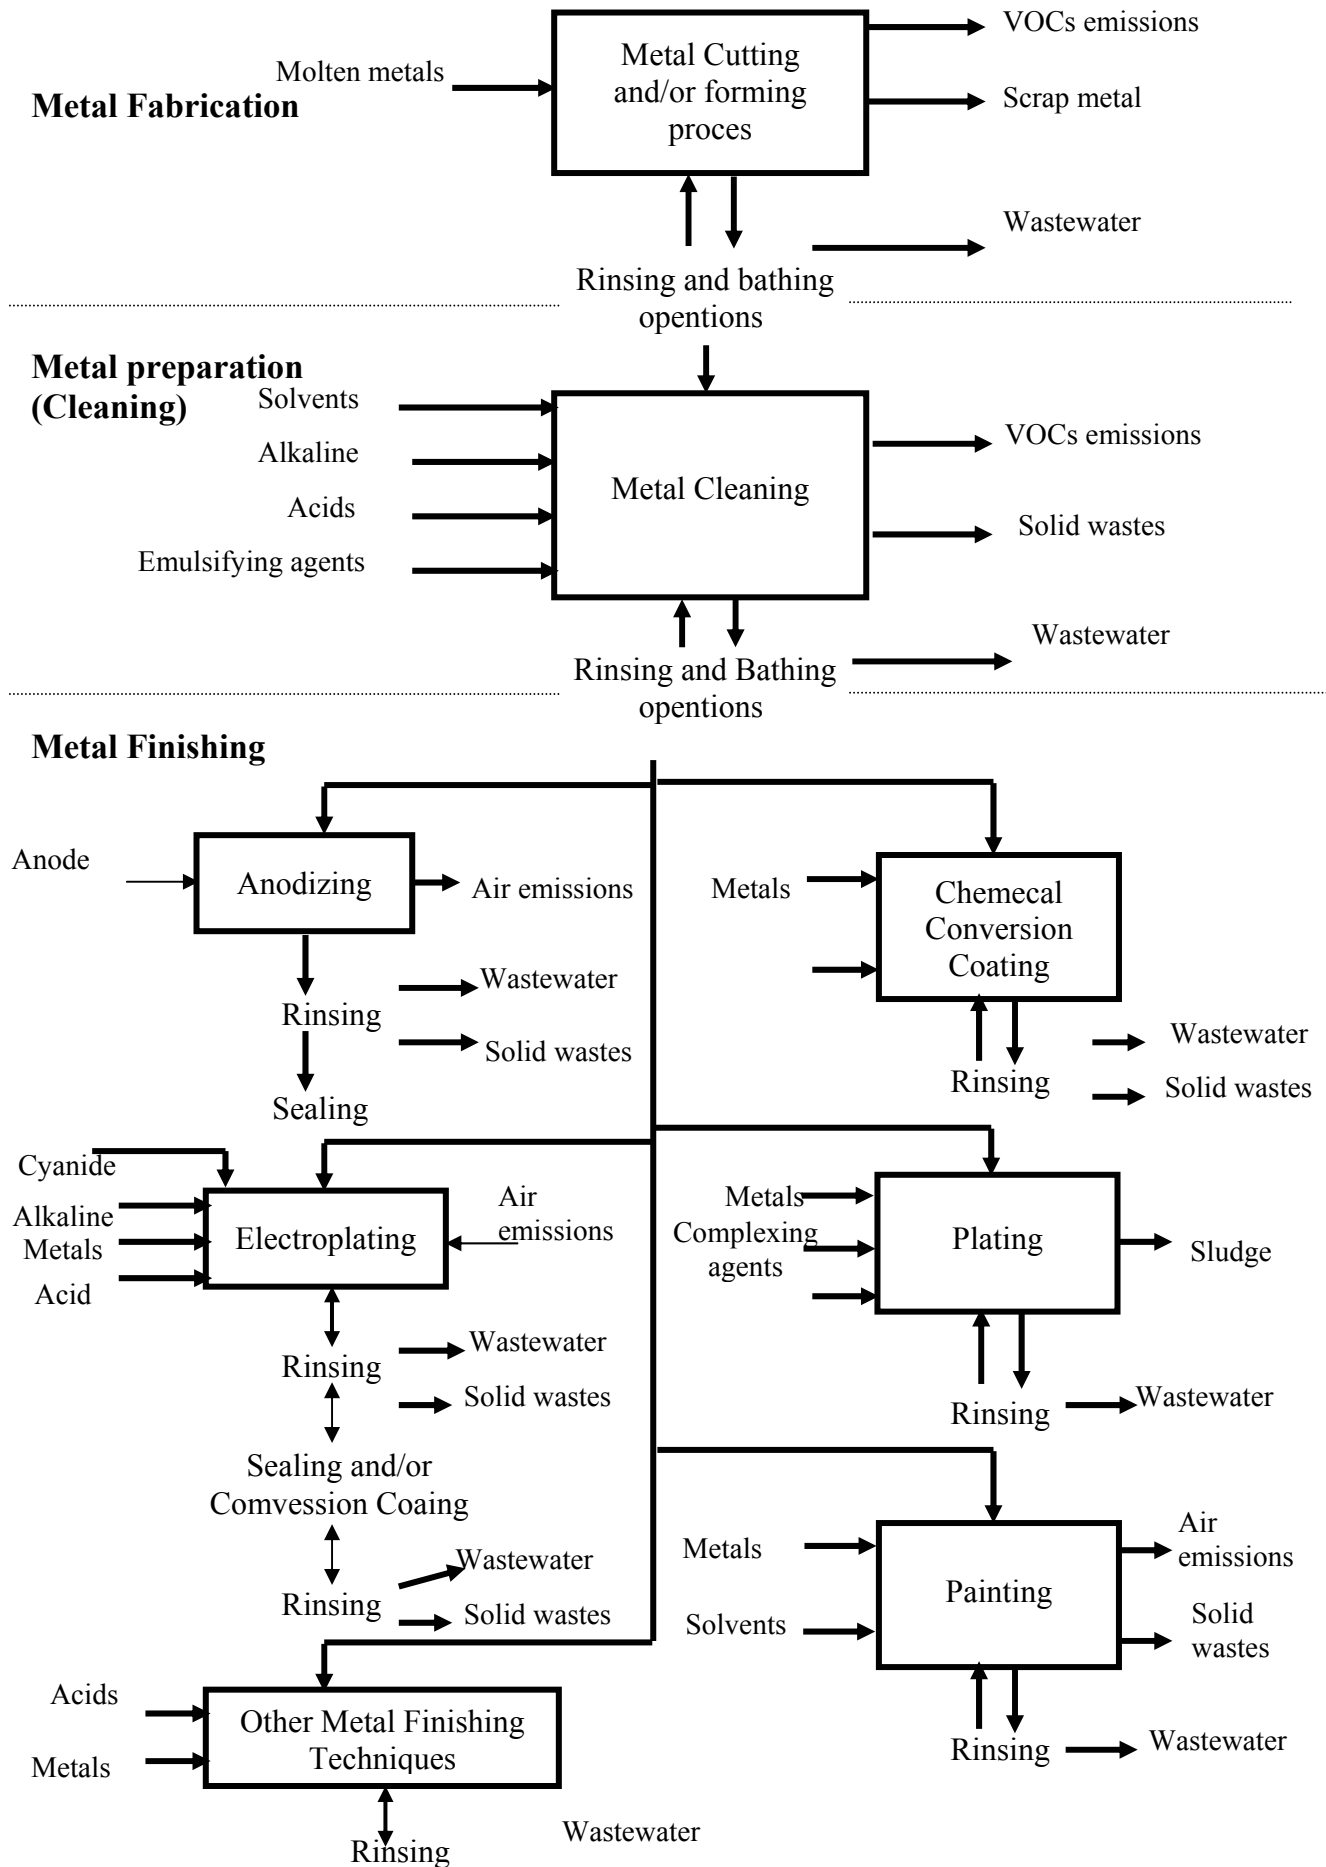 VOCs emissions
Molten metals
Metal Cutting
and/or forming
proces
Metal Fabrication
Scrap metal
Wastewater
Rinsing and bathing
opentions
Metal preparation
(Cleaning)
Solvents
Alkaline
Acids
Emulsifying agents
Metal Cleaning
VOCs emissions
Solid wastes
Wastewater
Rinsing and Bathing
opentions
Metal Finishing
Anode
Anodizing
Air emissions
Wastewater
Rinsing
Solid wastes
Sealing
Metals
Chemecal
Conversion
Coating
Wastewater
Rinsing
Solid wastes
Cyanide
Alkaline
Metals
Acid
Electroplating
Air
emissions
Wastewater
Rinsing
Solid wastes
Sealing and/or
Comvession Coaing
Wastewater
Rinsing
Solid wastes
Metals
Complexing
agents
Plating
Sludge
Rinsing
Wastewater
Metals
Solvents
Painting
Air
emissions
Solid
wastes
Rinsing
Wastewater
Acids
Metals
Other Metal Finishing
Techniques
Wastewater
Rinsing